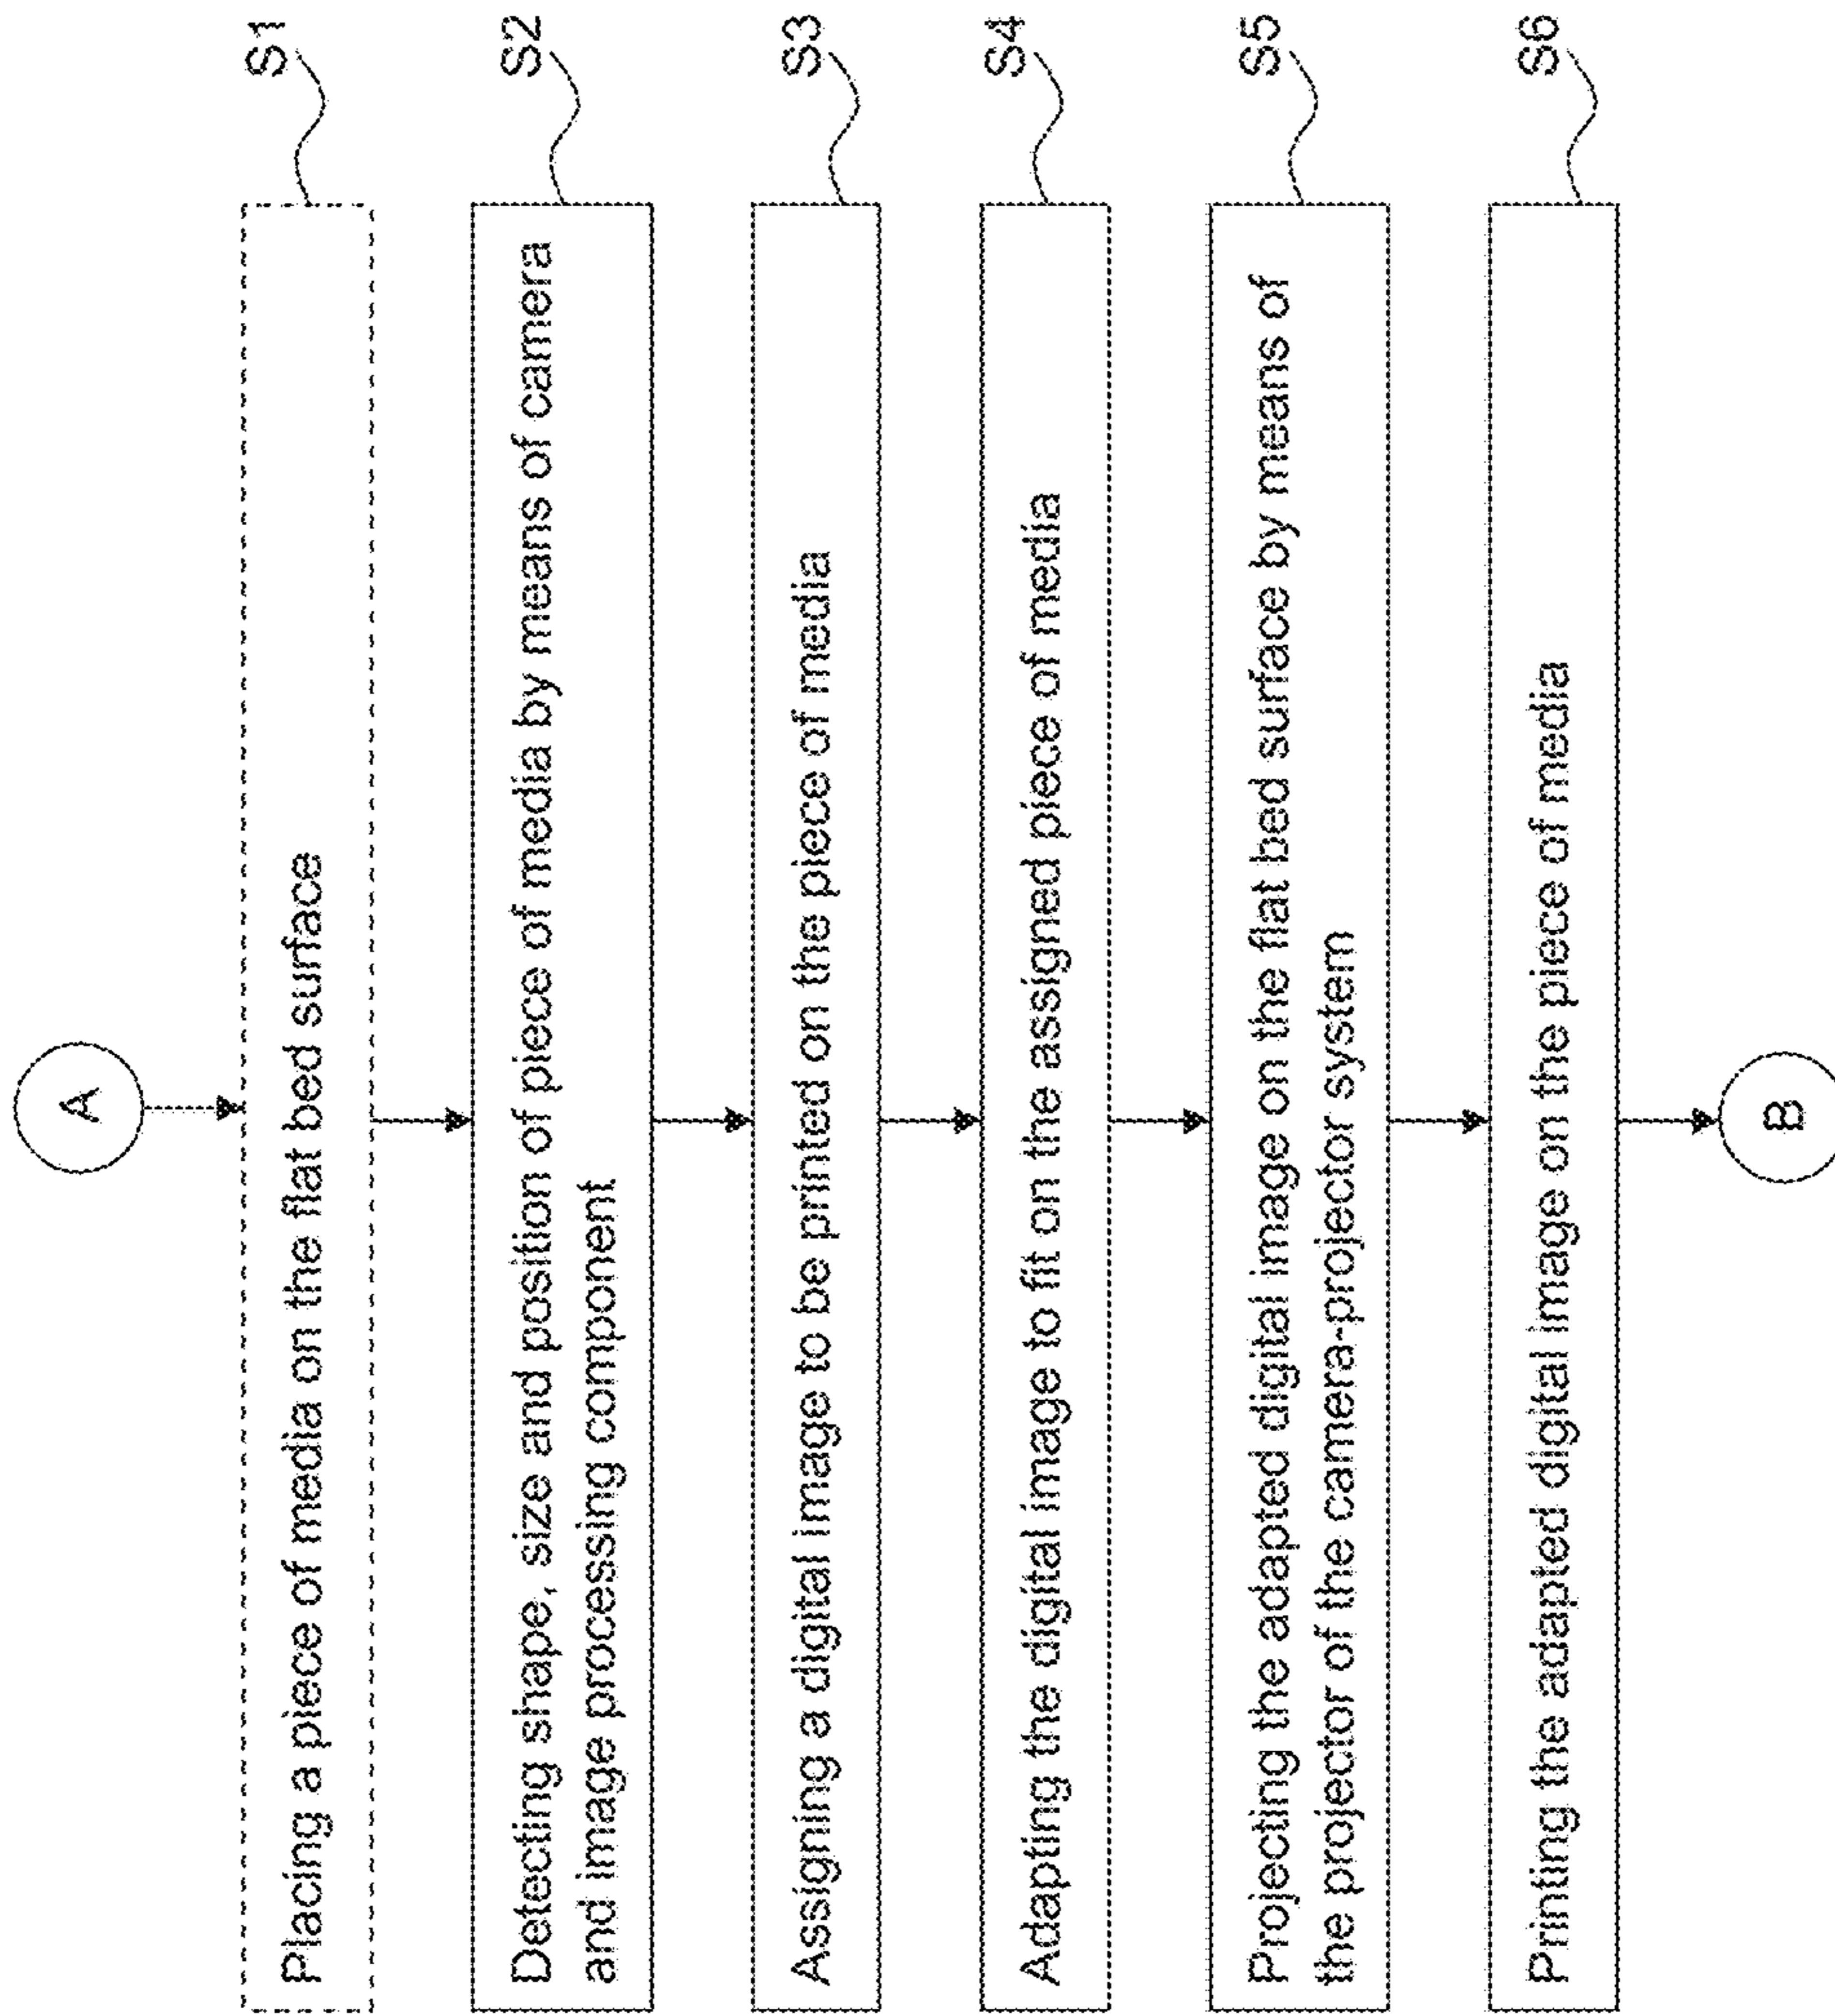 A
S1
Placing a piece of media on the flat bed surface
S2
Detecting shape, size and position of piece of media by means of camera
and image processing component
S3
Assigning a digital image to be printed on the piece of media
S4
Adapting the digital image to fit on the assigned piece of media
S5
Projecting the adapted digital image on the flat bed surface by means of
the projector of the camera-projector system
S6
Printing the adapted digital image on the piece of media
B